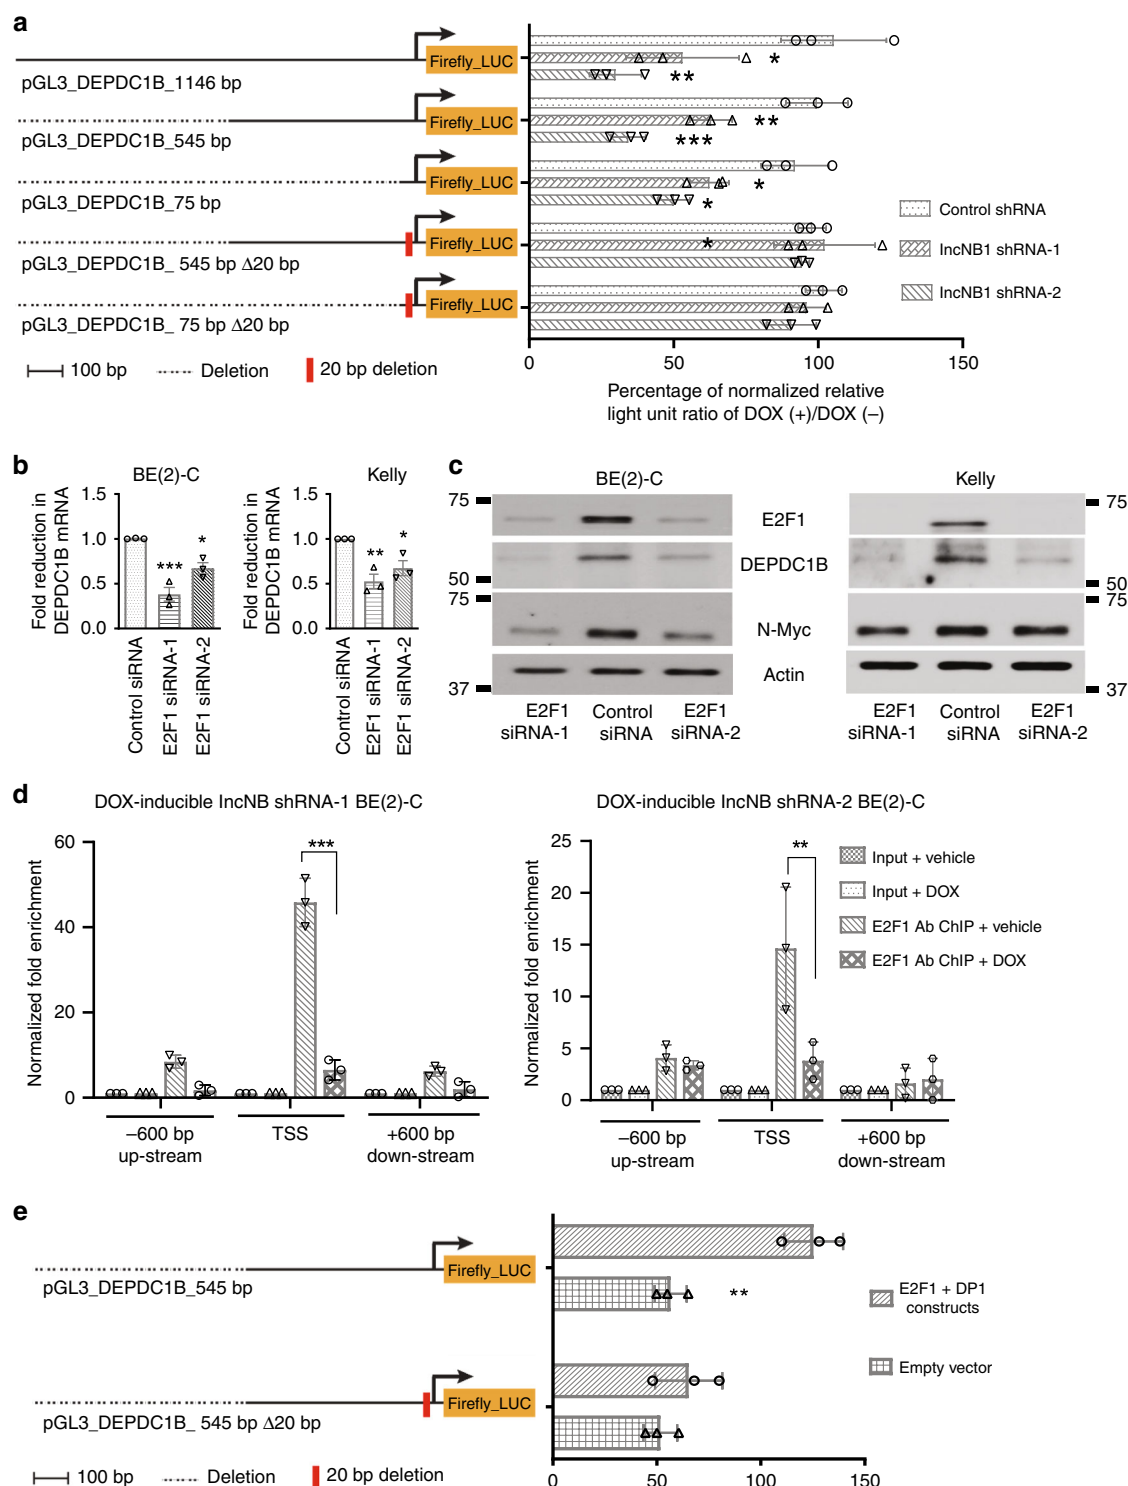 a
Firefly_LUC
pGL3_DEPDC1B_1146 bp
*
**
Firefly_LUC
pGL3_DEPDC1B_545 bp
**
***
Firefly_LUC
pGL3_DEPDC1B_75 bp
*
*
Firefly_LUC
pGL3_DEPDC1B_ 545 bp Δ20 bp
*
Firefly_LUC
pGL3_DEPDC1B_ 75 bp Δ20 bp
Control shRNA
lncNB1 shRNA-1
lncNB1 shRNA-2
100 bp
Deletion
20 bp deletion
0 50 100 150
Percentage of normalized relative
light unit ratio of DOX (+)/DOX (–)
b
BE(2)-C
Fold reduction in
DEPDC1B mRNA
1.5
1.0
0.5
0.0
***
*
Control siRNA
E2F1 siRNA-1
E2F1 siRNA-2
Kelly
Fold reduction in
DEPDC1B mRNA
1.5
1.0
0.5
0.0
**
*
Control siRNA
E2F1 siRNA-1
E2F1 siRNA-2
c
BE(2)-C
Kelly
75
E2F1
75
DEPDC1B
50
50
75
75
N-Myc
Actin
37
37
E2F1
siRNA-1
Control
siRNA
E2F1
siRNA-2
E2F1
siRNA-1
Control
siRNA
E2F1
siRNA-2
d
DOX-inducible lncNB shRNA-1 BE(2)-C
Normalized fold enrichment
60
40
20
0
***
–600 bp
up-stream
TSS
+600 bp
down-stream
DOX-inducible lncNB shRNA-2 BE(2)-C
Normalized fold enrichment
25
20
15
10
5
0
**
–600 bp
up-stream
TSS
+600 bp
down-stream
Input + vehicle
Input + DOX
E2F1 Ab ChIP + vehicle
E2F1 Ab ChIP + DOX
e
Firefly_LUC
pGL3_DEPDC1B_545 bp
**
Firefly_LUC
pGL3_DEPDC1B_ 545 bp Δ20 bp
E2F1 + DP1
constructs
Empty vector
100 bp
Deletion
20 bp deletion
0 50 100 150